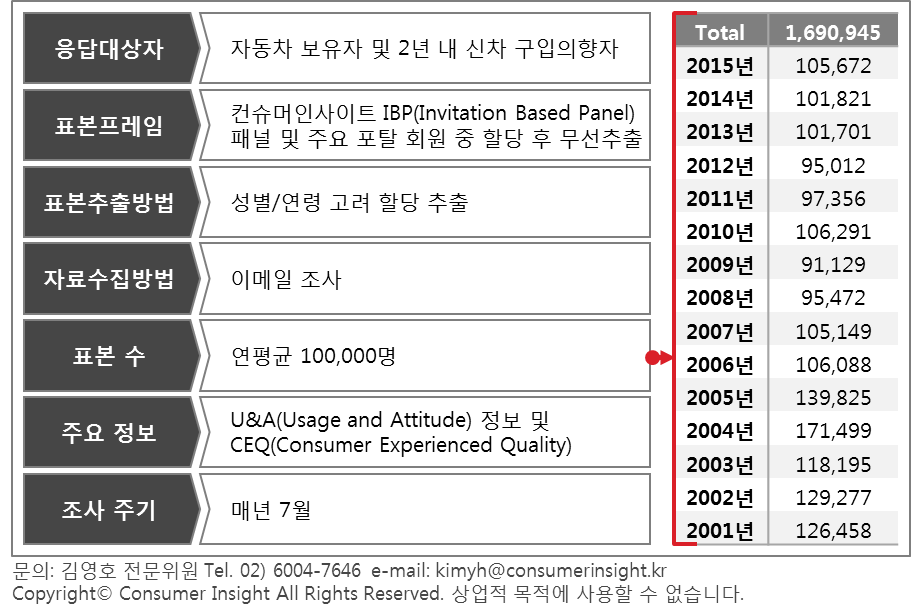 응답대상자
자동차 보유자 및 2년 내 신차 구입의향자
표본프레임
컨슈머인사이트 IBP(Invitation Based Panel)
패널 및 주요 포탈 회원 중 할당 후 무선추출
표본추출방법
성별/연령 고려 할당 추출
자료수집방법
이메일 조사
표본 수
연평균 100,000명
주요 정보
U&A(Usage and Attitude) 정보 및
CEQ(Consumer Experienced Quality)
조사 주기
매년 7월
Total 1,690,945
2015년 105,672
2014년 101,821
2013년 101,701
2012년 95,012
2011년 97,356
2010년 106,291
2009년 91,129
2008년 95,472
2007년 105,149
2006년 106,088
2005년 139,825
2004년 171,499
2003년 118,195
2002년 129,277
2001년 126,458
문의: 김영호 전문위원 Tel. 02) 6004-7646 e-mail: kimyh@consumerinsight.kr
Copyright© Consumer Insight All Rights Reserved. 상업적 목적에 사용할 수 없습니다.